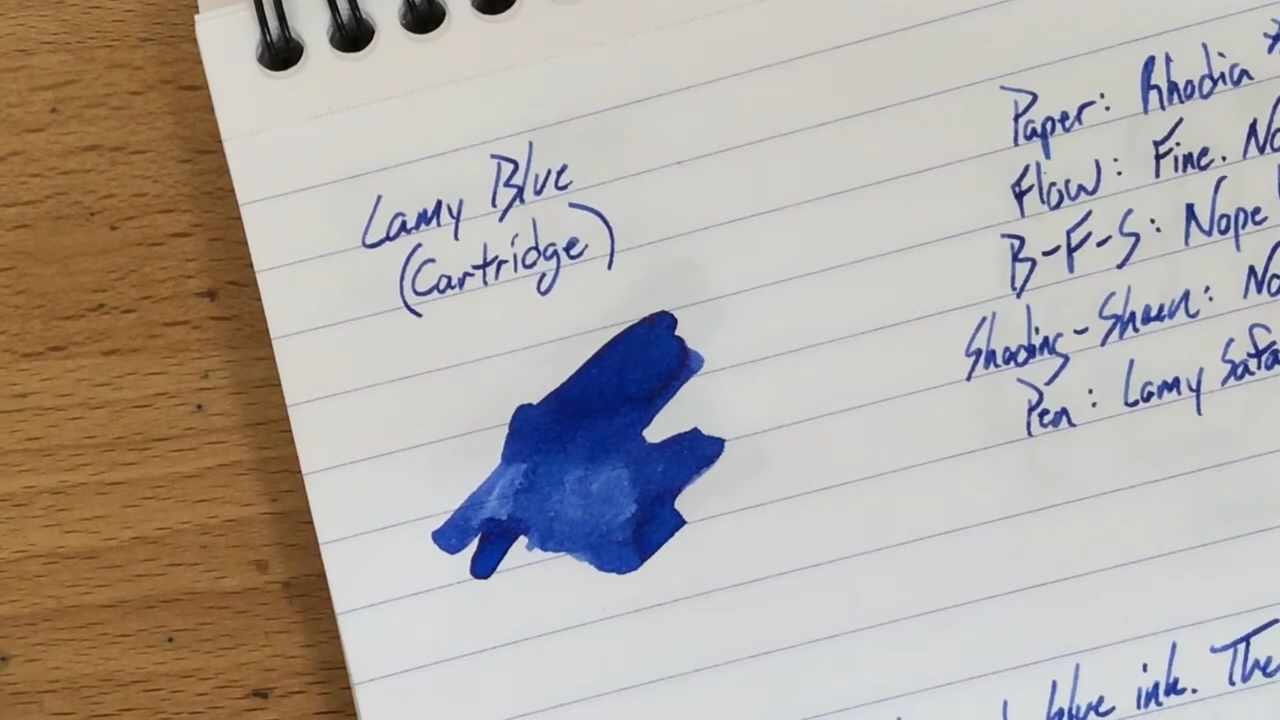 Lamy Blue
(Cartridge)
Paper: Rhodia *
Flow: Fine. No
B-F-S: Nope
Shading-Sheen: No
Pen: Lamy Safa
blue ink. The